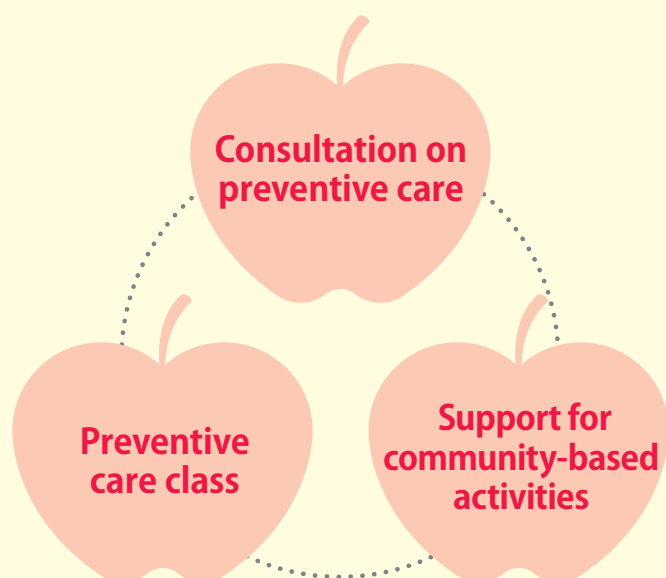 Consultation on
preventive care
Preventive
care class
Support for
community-based
activities